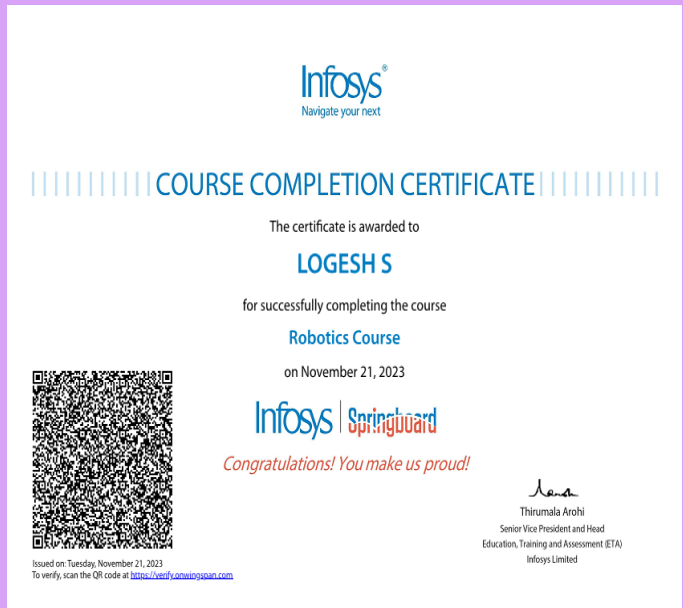 Infosys®
Navigate your next
COURSE COMPLETION CERTIFICATE
The certificate is awarded to
LOGESH S
for successfully completing the course
Robotics Course
on November 21, 2023
Infosys | Springboard
Congratulations! You make us proud!
Thirumala Arohi
Senior Vice President and Head
Education, Training and Assessment (ETA)
Infosys Limited
Issued on: Tuesday, November 21, 2023
To verify, scan the QR code at https://verify.onwingspan.com